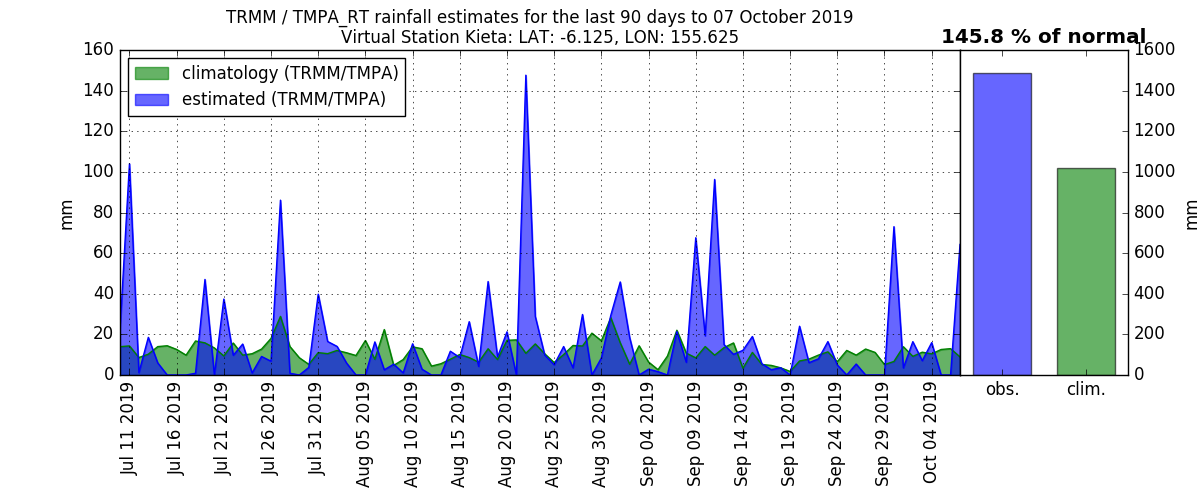 TRMM / TMPA_RT rainfall estimates for the last 90 days to 07 October 2019
Virtual Station Kieta: LAT: -6.125, LON: 155.625
145.8 % of normal
climatology (TRMM/TMPA)
estimated (TRMM/TMPA)
mm
160
140
120
100
80
60
40
20
0
Jul 11 2019
Jul 16 2019
Jul 21 2019
Jul 26 2019
Jul 31 2019
Aug 05 2019
Aug 10 2019
Aug 15 2019
Aug 20 2019
Aug 25 2019
Aug 30 2019
Sep 04 2019
Sep 09 2019
Sep 14 2019
Sep 19 2019
Sep 24 2019
Sep 29 2019
Oct 04 2019
obs.
clim.
1600
1400
1200
1000
800
600
400
200
0
mm